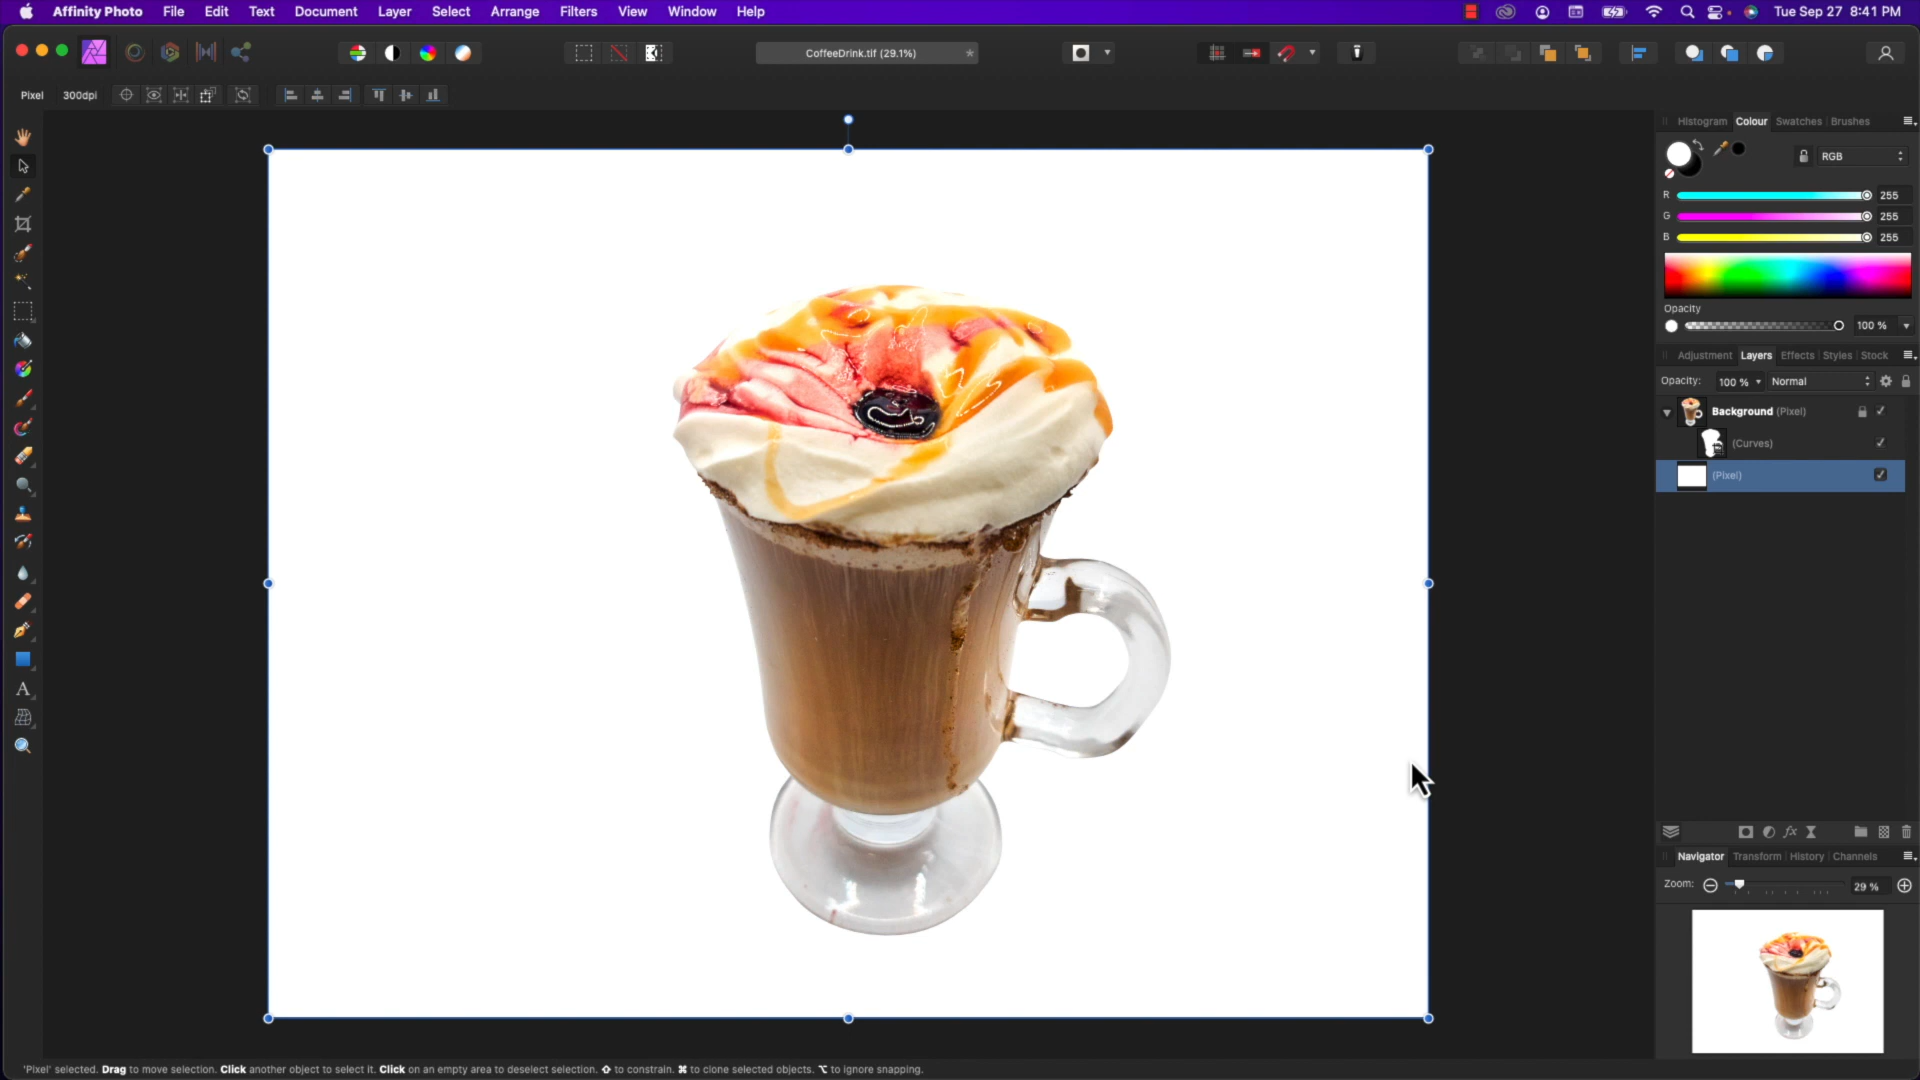 Affinity Photo File Edit Text Document Layer Select Arrange Filters View Window Help Tue Sep 27 8:41 PM
CoffeeDrink.tif (29.1%) *
Pixel 300dpi
Histogram Colour Swatches Brushes
RGB
R 255
G 255
B 255
Opacity
100 %
Adjustment Layers Effects Styles Stock
Opacity: 100 % Normal
Background (Pixel)
(Curves)
(Pixel)
fx
Navigator Transform History Channels
Zoom: 29 %
A
'Pixel' selected. Drag to move selection. Click another object to select it. Click on an empty area to deselect selection. ⇧ to constrain. ⌘ to clone selected objects. ⌥ to ignore snapping.